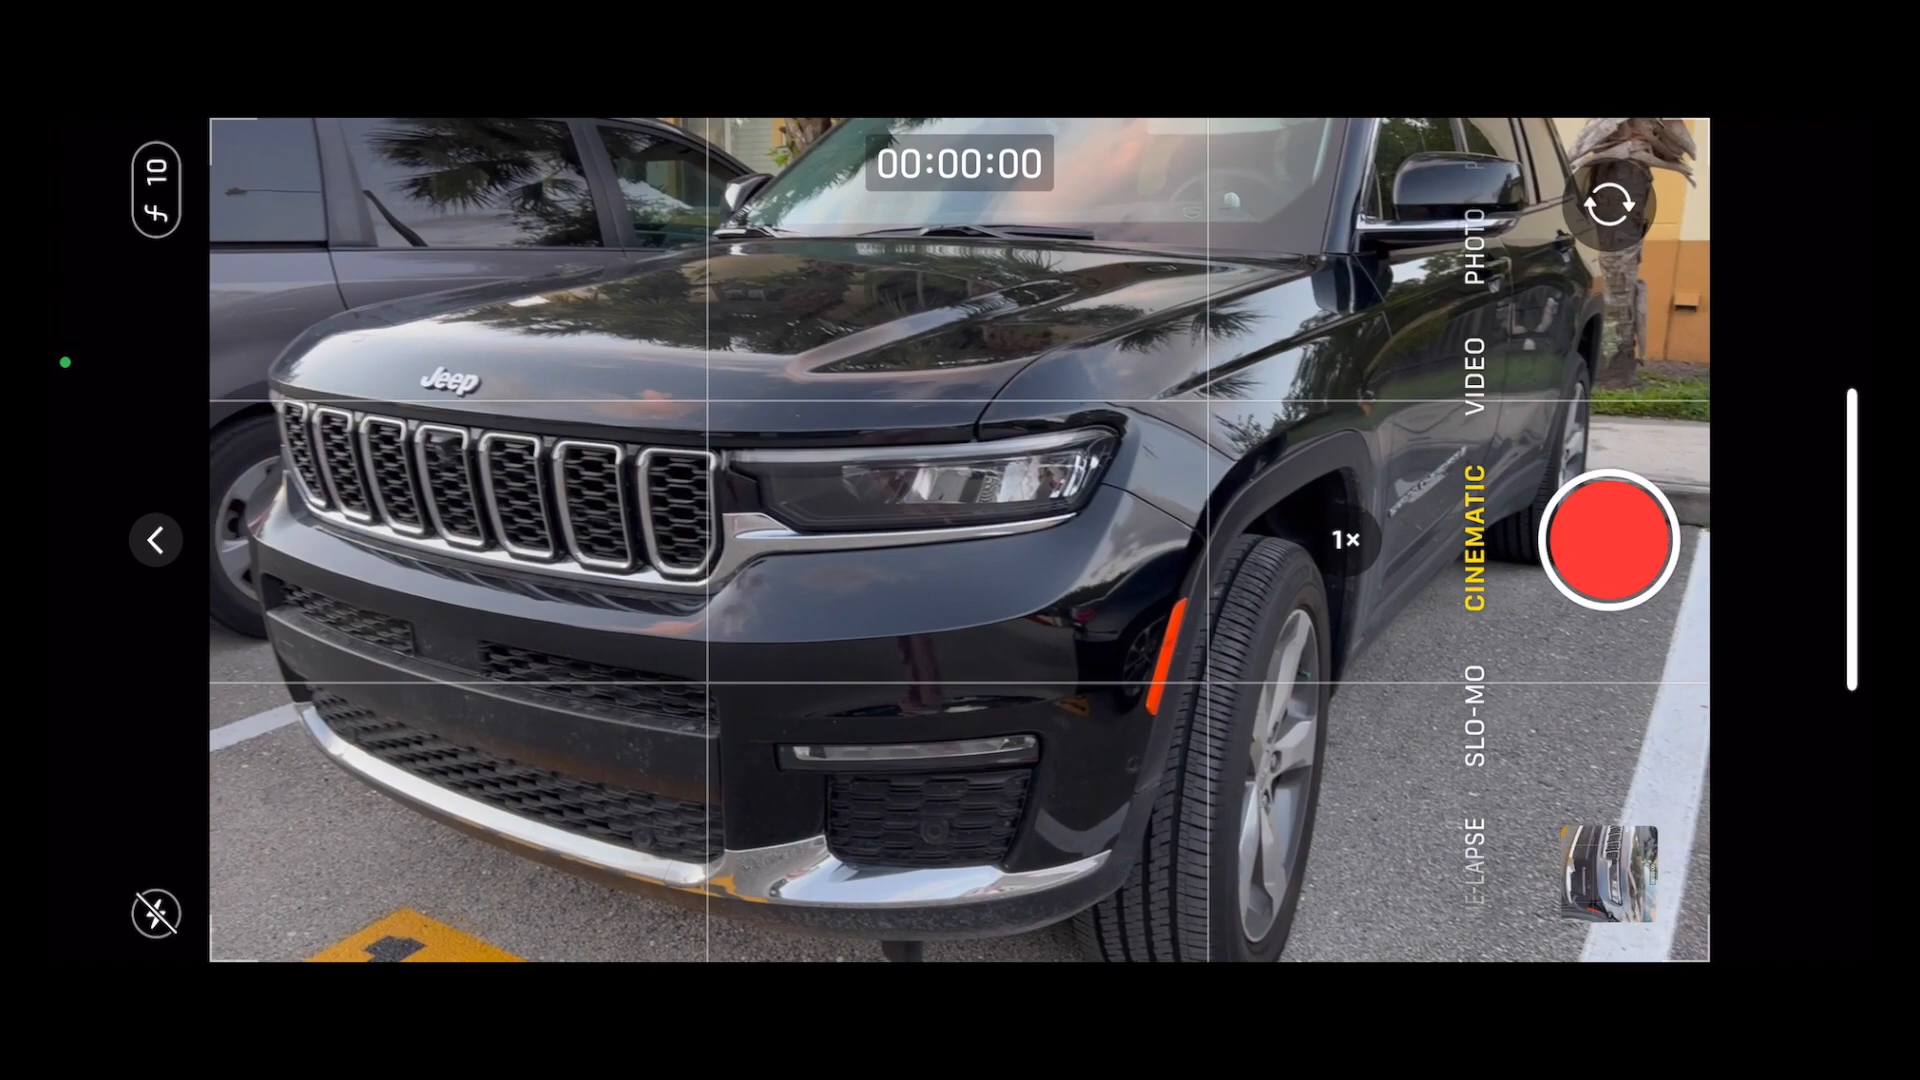 ƒ 10
00:00:00
PHOTO
VIDEO
CINEMATIC
SLO-MO
E-LAPSE
1×
Jeep